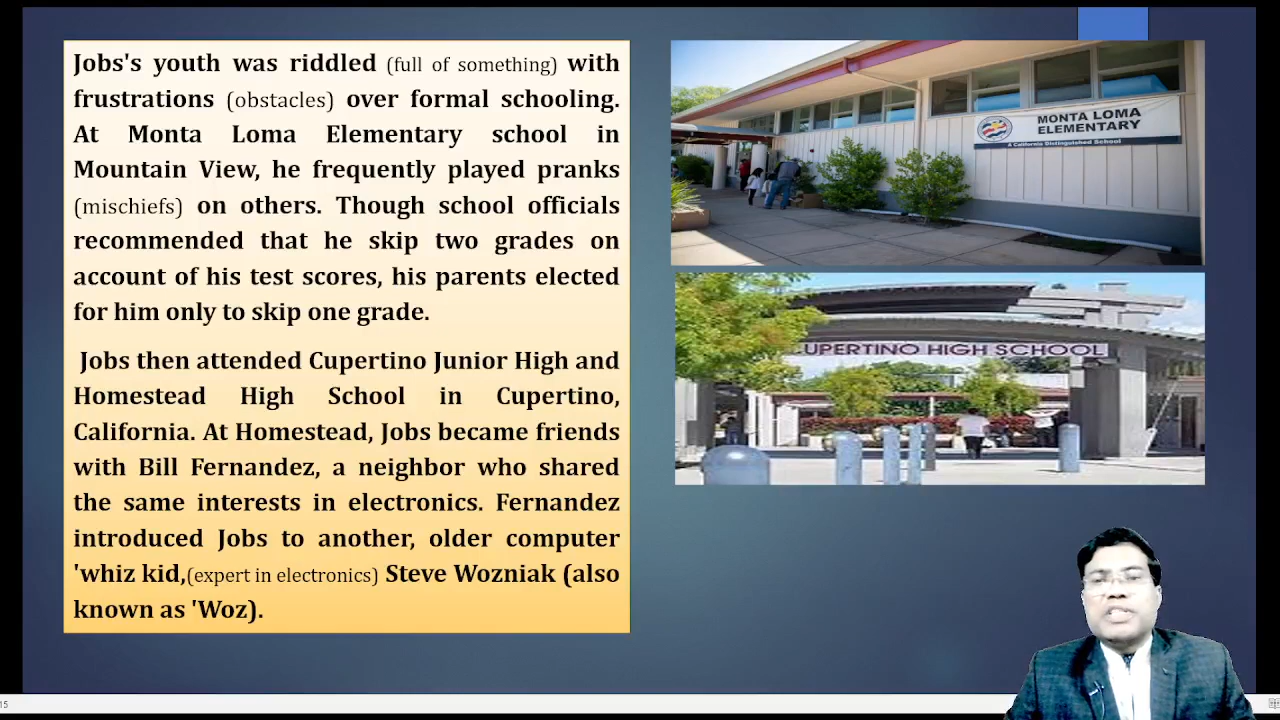 Jobs's youth was riddled (full of something) with
frustrations (obstacles) over formal schooling.
At Monta Loma Elementary school in
Mountain View, he frequently played pranks
(mischiefs) on others. Though school officials
recommended that he skip two grades on
account of his test scores, his parents elected
for him only to skip one grade.
Jobs then attended Cupertino Junior High and
Homestead High School in Cupertino,
California. At Homestead, Jobs became friends
with Bill Fernandez, a neighbor who shared
the same interests in electronics. Fernandez
introduced Jobs to another, older computer
'whiz kid,(expert in electronics) Steve Wozniak (also
known as 'Woz).
MONTA LOMA
ELEMENTARY
A California Distinguished School
UPERTINO HIGH SCHOOL
15